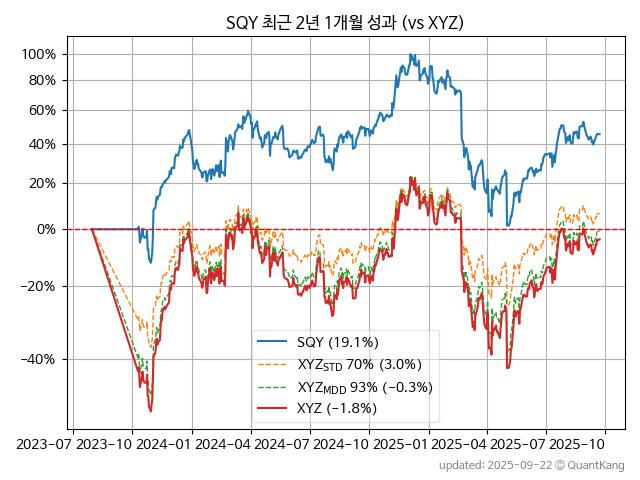 SQY 최근 2년 1개월 성과 (vs XYZ)
100%
80%
60%
40%
20%
0%
−20%
−40%
SQY (19.1%)
XYZSTD 70% (3.0%)
XYZMDD 93% (−0.3%)
XYZ (−1.8%)
2023-07 2023-10 2024-01 2024-04 2024-07 2024-10 2025-01 2025-04 2025-07 2025-10
updated: 2025-09-22 © QuantKang